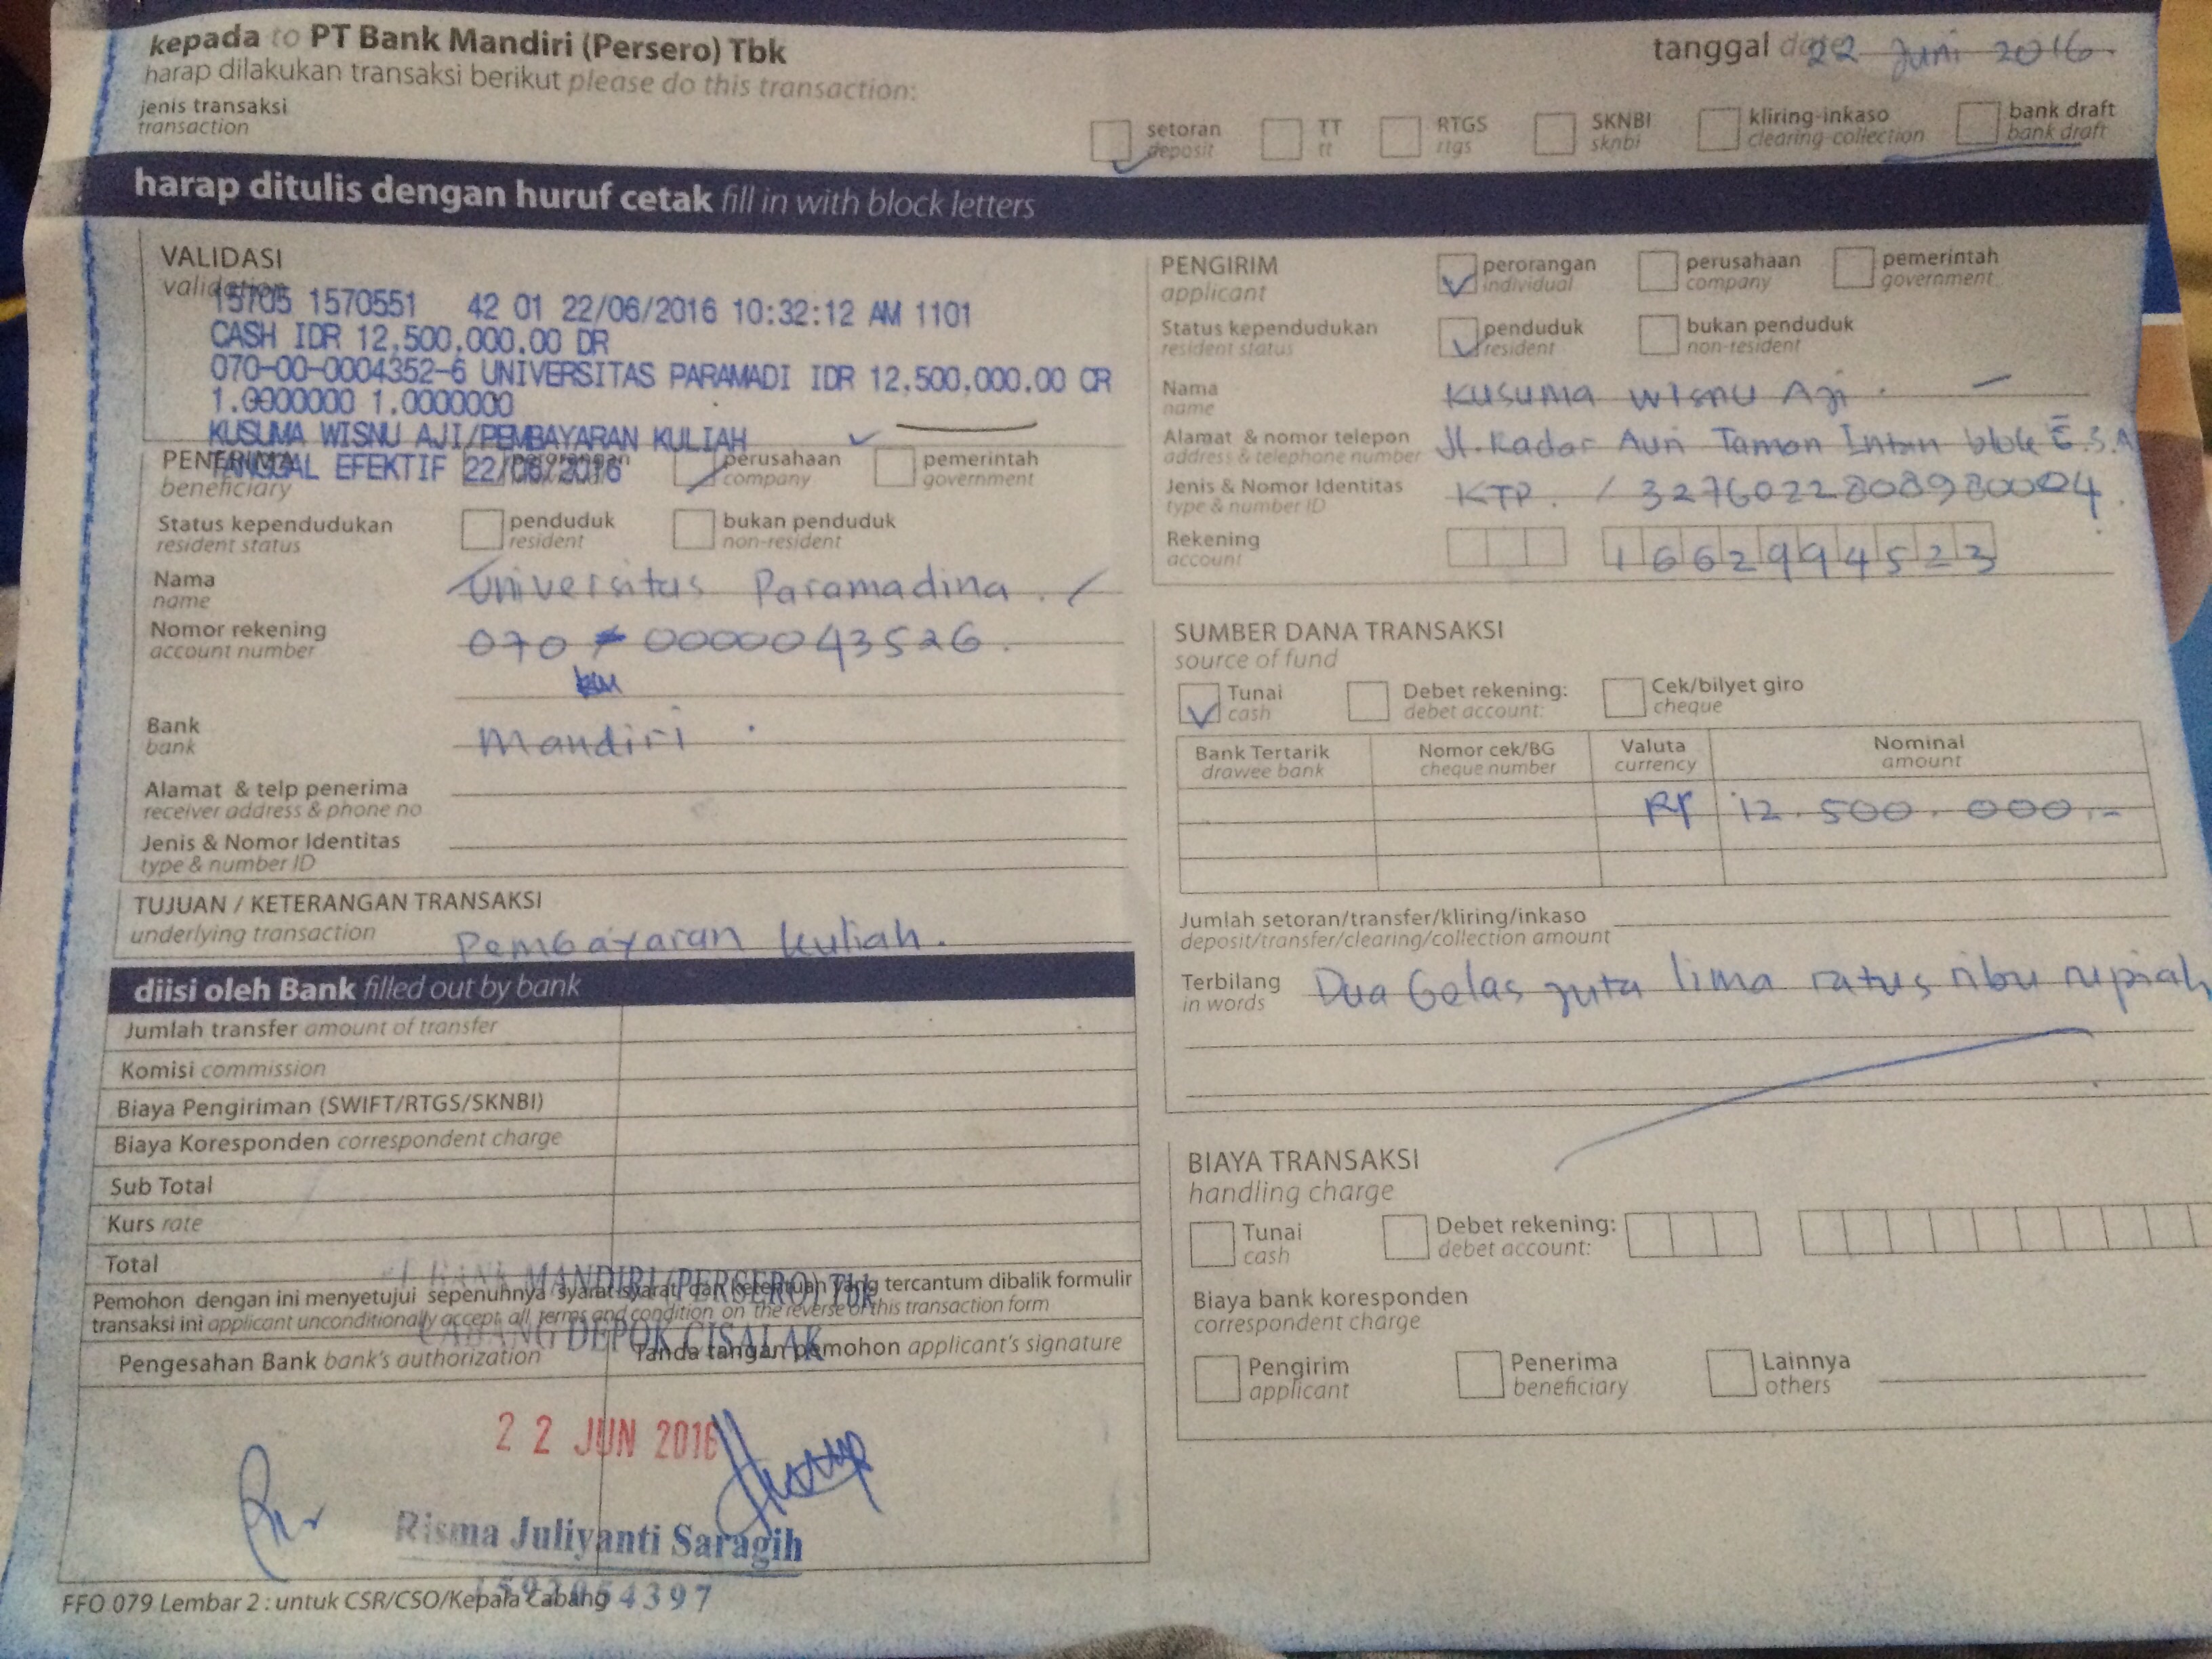 kepada to PT Bank Mandiri (Persero) Tbk
tanggal date 22 Juni 2016.
harap dilakukan transaksi berikut please do this transaction:
jenis transaksi
transaction
setoran
deposit
TT
tt
RTGS
rtgs
SKNBI
sknbi
kliring-inkaso
clearing-collection
bank draft
bank draft
harap ditulis dengan huruf cetak fill in with block letters
VALIDASI
validation
15705 1570551 42 01 22/06/2016 10:32:12 AM 1101
CASH IDR 12,500,000.00 DR
070-00-0004352-6 UNIVERSITAS PARAMADI IDR 12,500,000.00 CR
1.0000000 1.0000000
KUSUMA WISNU AJI/PEMBAYARAN KULIAH
TANGGAL EFEKTIF 22/06/2016
PENERIMA
beneficiary
perorangan
perusahaan
company
pemerintah
government
Status kependudukan
resident status
penduduk
resident
bukan penduduk
non-resident
Nama
name
Universitas Paramadina.
Nomor rekening
account number
070 0000043526.
Bank
bank
Mandiri.
Alamat & telp penerima
receiver address & phone no
Jenis & Nomor Identitas
type & number ID
TUJUAN / KETERANGAN TRANSAKSI
underlying transaction
Pembayaran kuliah.
diisi oleh Bank filled out by bank
Jumlah transfer amount of transfer
Komisi commission
Biaya Pengiriman (SWIFT/RTGS/SKNBI)
Biaya Koresponden correspondent charge
Sub Total
Kurs rate
Total
BANK MANDIRI (PERSERO) Tbk
CABANG DEPOK CISALAK
Pemohon dengan ini menyetujui sepenuhnya syarat-syarat dan ketentuan yang tercantum dibalik formulir
transaksi ini applicant unconditionally accept all terms and condition on the reverse of this transaction form
Pengesahan Bank bank's authorization
Tanda tangan pemohon applicant's signature
22 JUN 2016
Risma Juliyanti Saragih
FFO 079 Lembar 2 : untuk CSR/CSO/Kepala Cabang
PENGIRIM
applicant
perorangan
individual
perusahaan
company
pemerintah
government
Status kependudukan
resident status
penduduk
resident
bukan penduduk
non-resident
Nama
name
Kusuma Wisnu Aji.
Alamat & nomor telepon
address & telephone number
Jl. Radar Auri Taman Intan blok E.3.A
Jenis & Nomor Identitas
type & number ID
KTP. / 3276022808980004.
Rekening
account
1662994523
SUMBER DANA TRANSAKSI
source of fund
Tunai
cash
Debet rekening:
debet account:
Cek/bilyet giro
cheque
Bank Tertarik
drawee bank
Nomor cek/BG
cheque number
Valuta
currency
Nominal
amount
Rp 12.500.000.-
Jumlah setoran/transfer/kliring/inkaso
deposit/transfer/clearing/collection amount
Terbilang
in words
Dua belas juta lima ratus ribu rupiah
BIAYA TRANSAKSI
handling charge
Tunai
cash
Debet rekening:
debet account:
Biaya bank koresponden
correspondent charge
Pengirim
applicant
Penerima
beneficiary
Lainnya
others